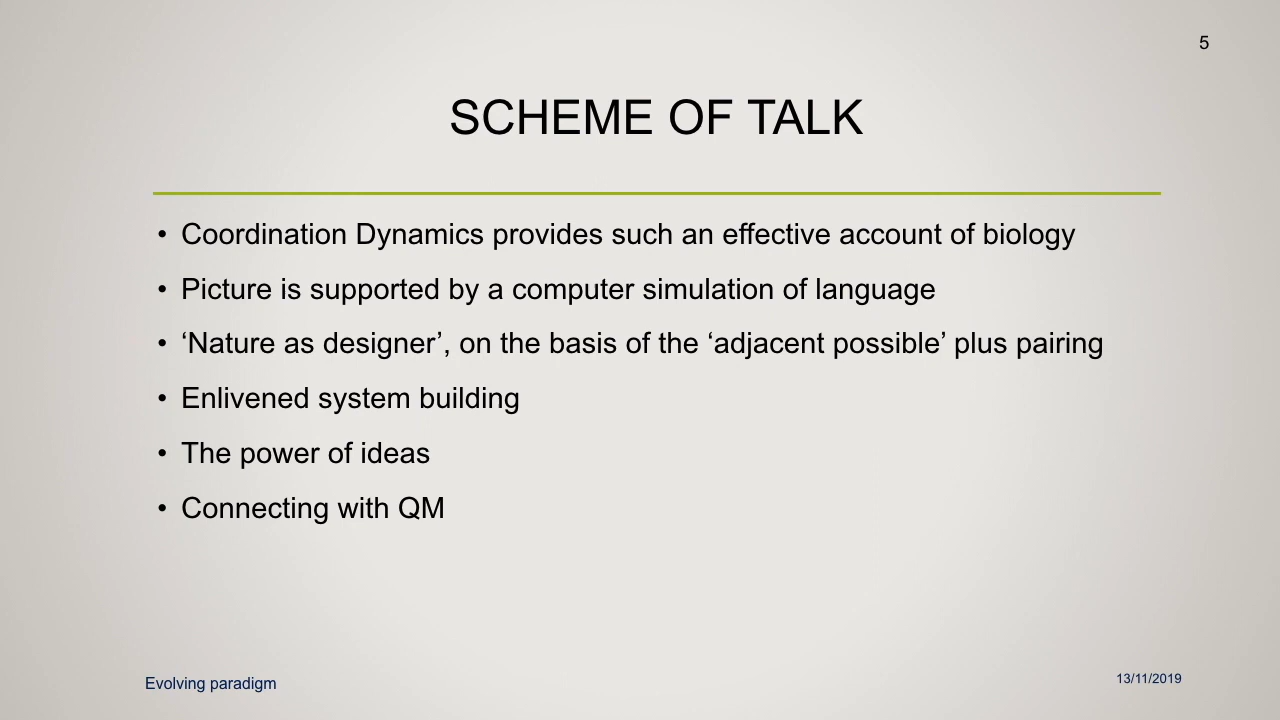 5
SCHEME OF TALK
• Coordination Dynamics provides such an effective account of biology
• Picture is supported by a computer simulation of language
• ‘Nature as designer’, on the basis of the ‘adjacent possible’ plus pairing
• Enlivened system building
• The power of ideas
• Connecting with QM
Evolving paradigm
13/11/2019